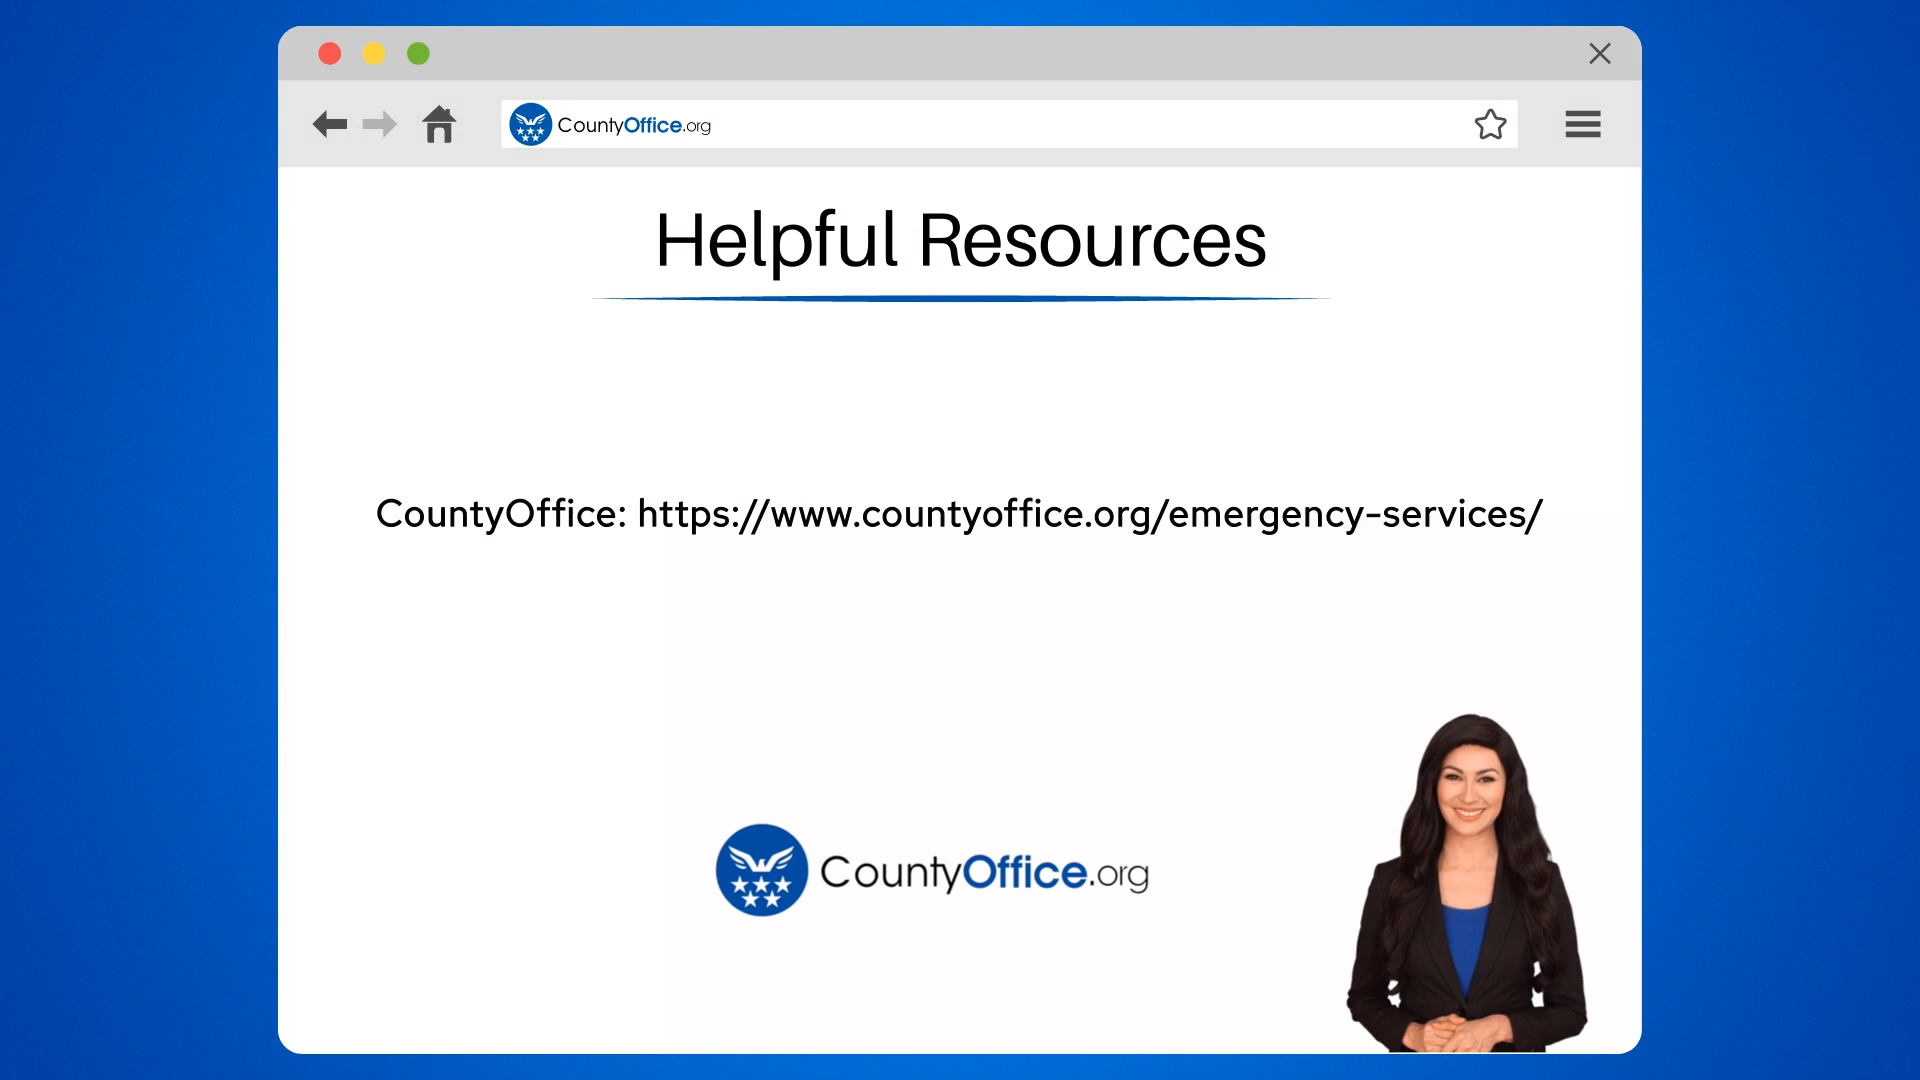 CountyOffice.org
Helpful Resources
CountyOffice: https://www.countyoffice.org/emergency-services/
CountyOffice.org